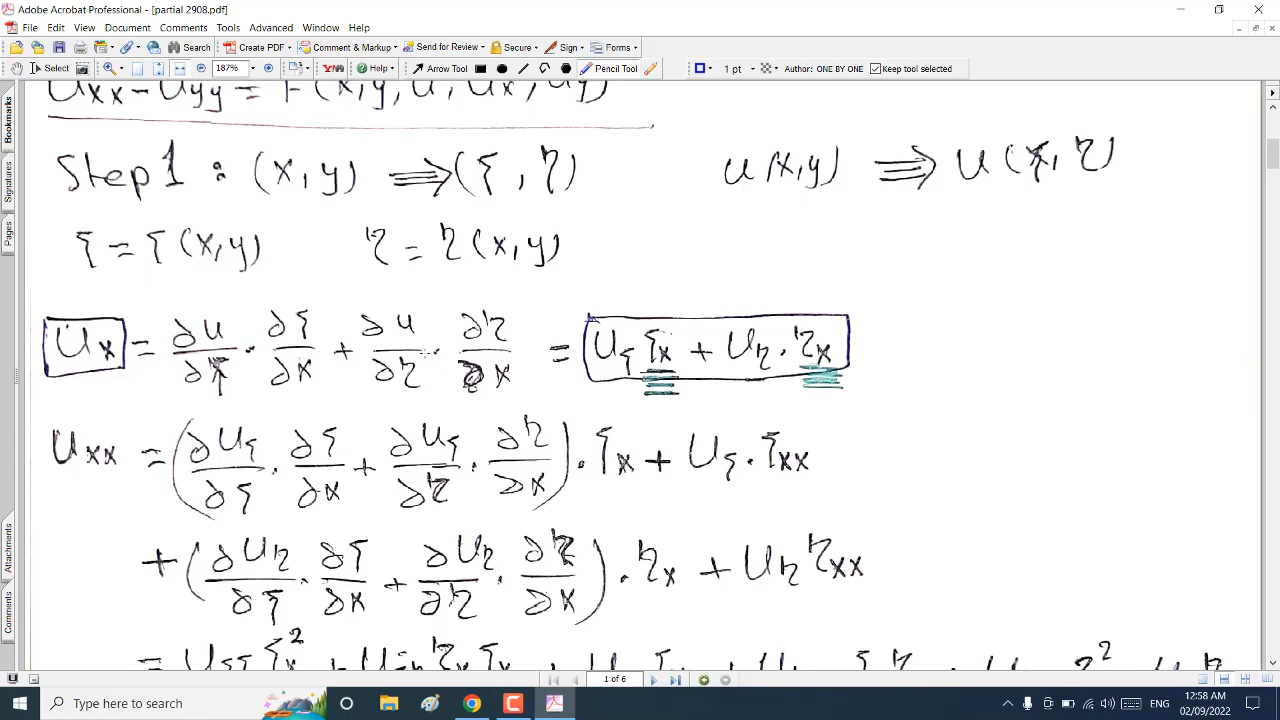 Adobe Acrobat Professional - [partial 2908.pdf]
File Edit View Document Comments Tools Advanced Window Help
Search Create PDF Comment & Markup Send for Review Secure Sign Forms
Select 187% Help Arrow Tool Pencil Tool 1 pt Author: ONE BY ONE Keep tool selected
Bookmarks
Signatures
Pages
Attachments
Comments
Uxx - Uyy = F(x,y,u,ux,uy)
Step 1 : (x,y) ⟹ (ξ, η) u(x,y) ⟹ u(ξ, η)
ξ = ξ(x,y) η = η(x,y)
Ux = ∂u/∂ξ · ∂ξ/∂x + ∂u/∂η · ∂η/∂x = Uξ ξx + Uη · ηx
Uxx = (∂Uξ/∂ξ · ∂ξ/∂x + ∂Uξ/∂η · ∂η/∂x) · ξx + Uξ · ξxx
+ (∂Uη/∂ξ · ∂ξ/∂x + ∂Uη/∂η · ∂η/∂x) · ηx + Uη ηxx
1 of 6
Type here to search
ENG
12:58 AM
02/09/2022